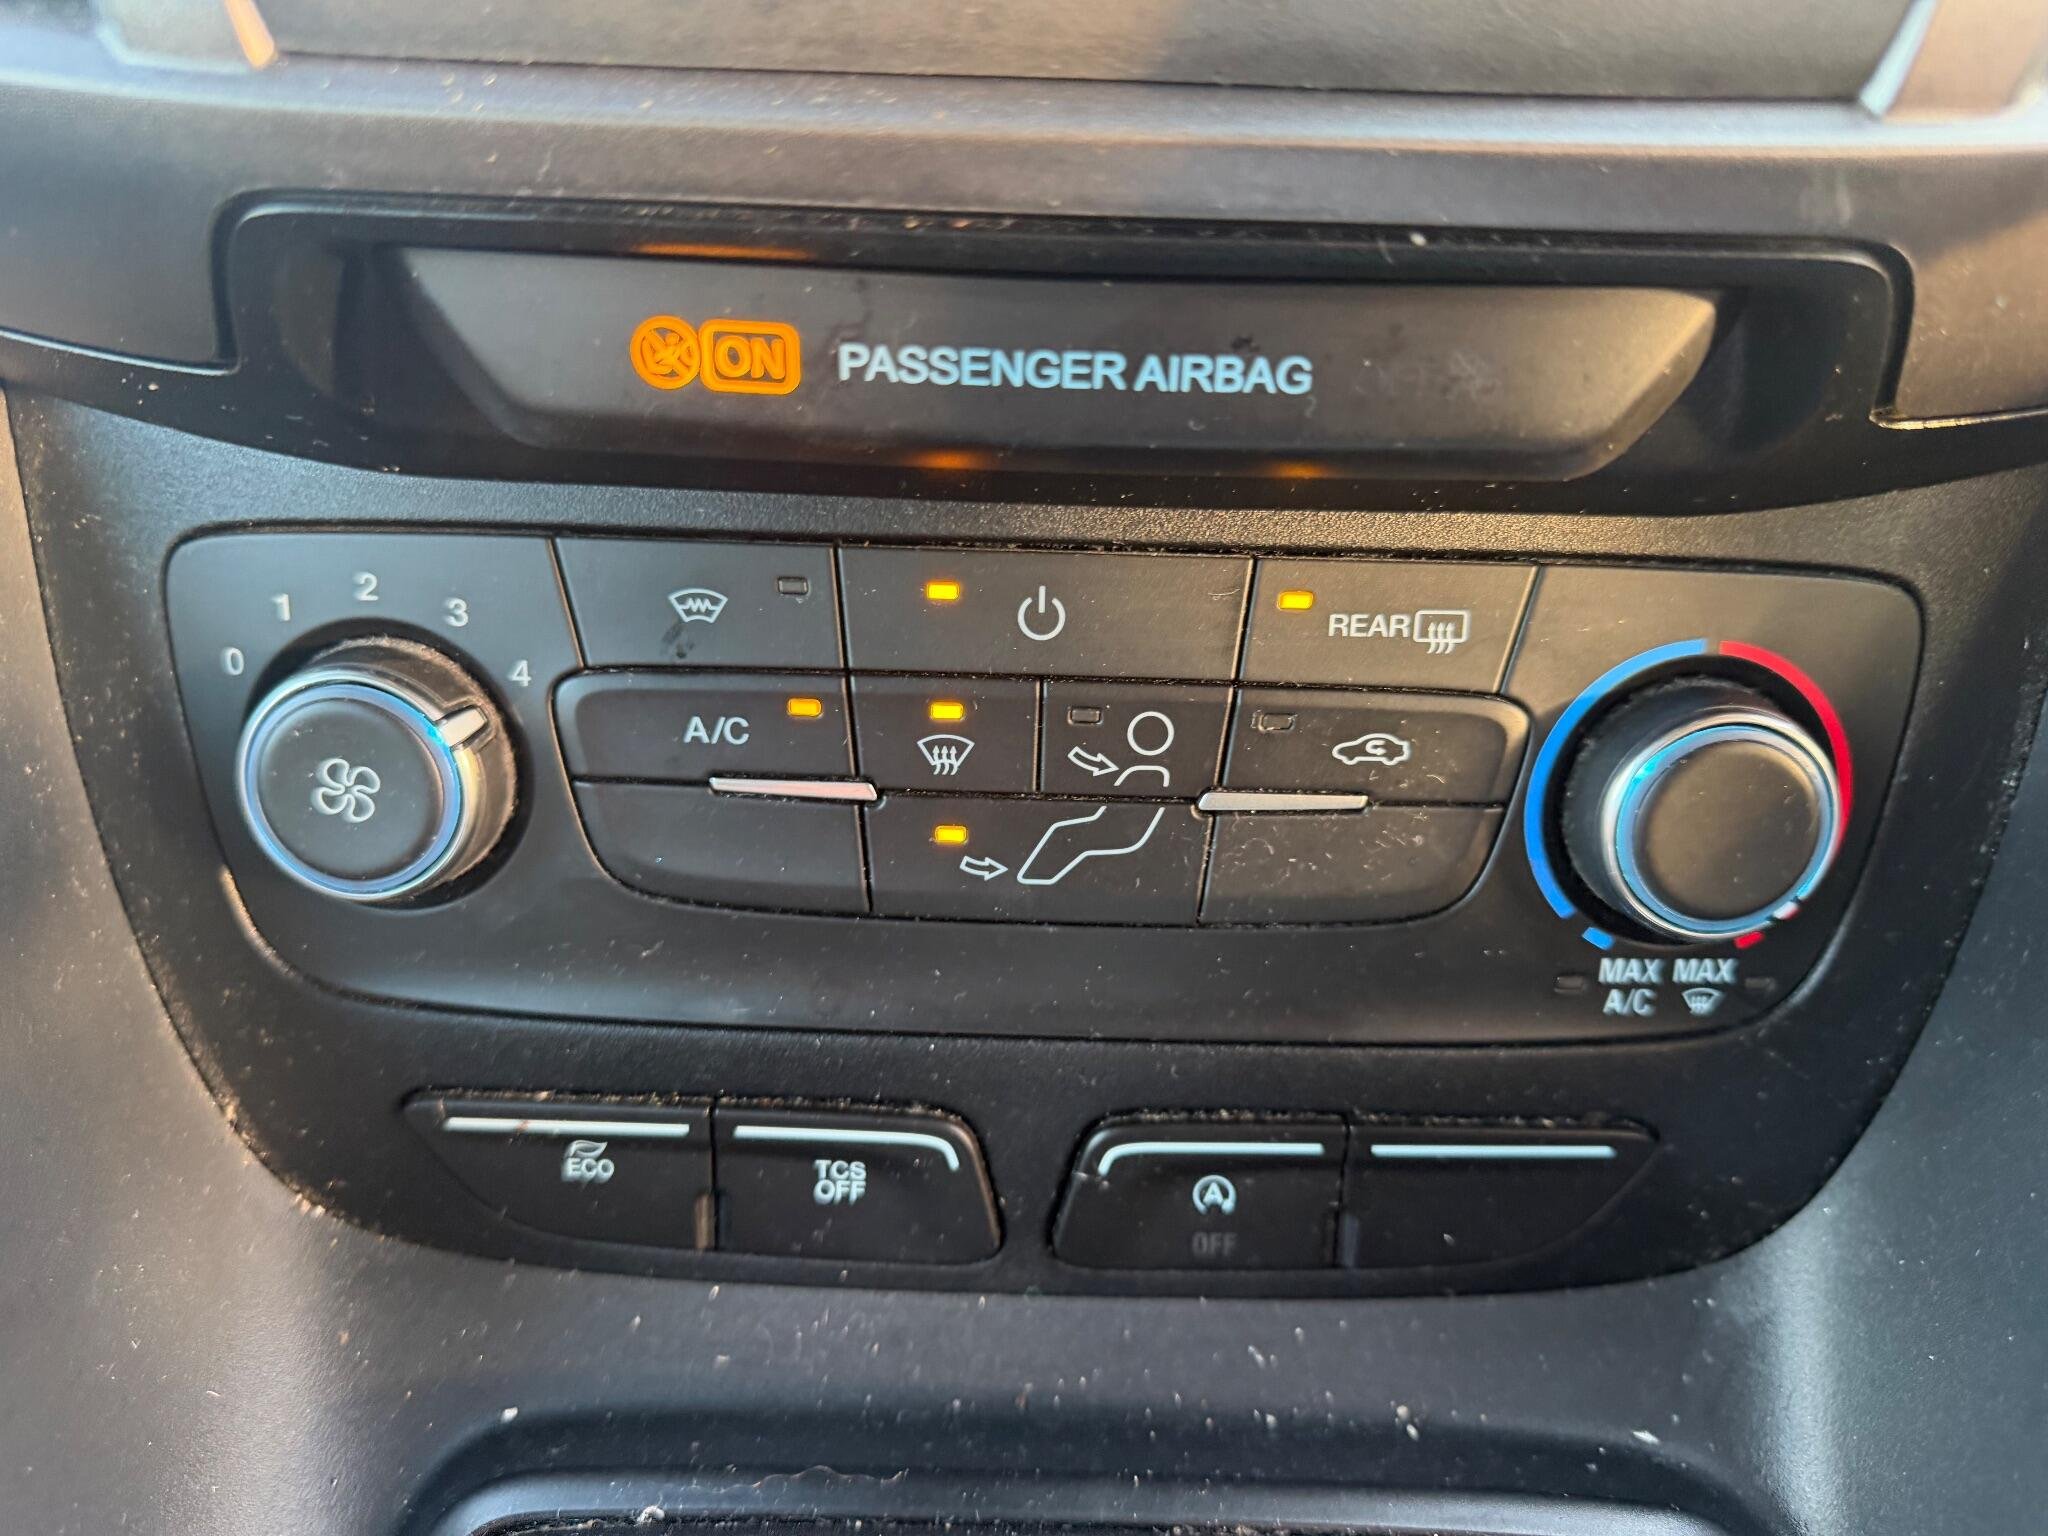 ON PASSENGER AIRBAG
0 1 2 3 4
REAR
A/C
MAX MAX
A/C
ECO
TCS
OFF
A
OFF